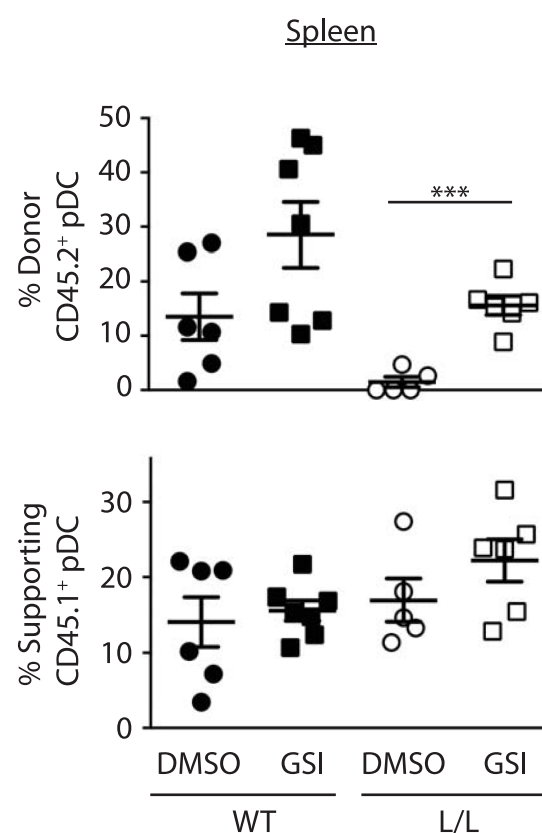 Spleen
% Donor
CD45.2⁺ pDC
50
40
30
20
10
0
***
% Supporting
CD45.1⁺ pDC
30
20
10
0
DMSO GSI DMSO GSI
WT L/L